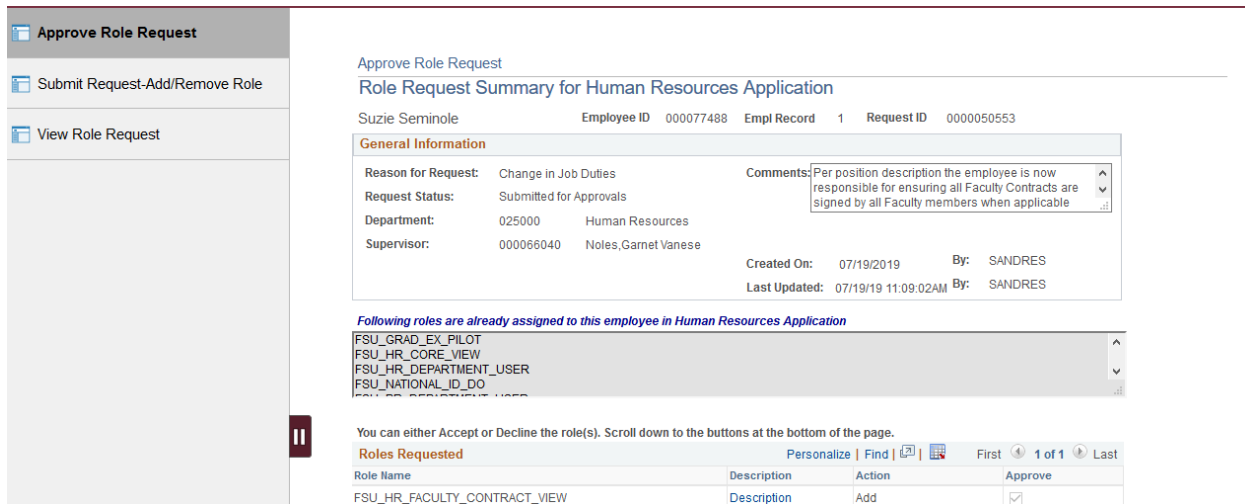 Approve Role Request
Submit Request-Add/Remove Role
View Role Request
Approve Role Request
Role Request Summary for Human Resources Application
Suzie Seminole Employee ID 000077488 Empl Record 1 Request ID 0000050553
General Information
Reason for Request: Change in Job Duties
Comments: Per position description the employee is now
responsible for ensuring all Faculty Contracts are
signed by all Faculty members when applicable
Request Status: Submitted for Approvals
Department: 025000 Human Resources
Supervisor: 000066040 Noles,Garnet Vanese
Created On: 07/19/2019 By: SANDRES
Last Updated: 07/19/19 11:09:02AM By: SANDRES
Following roles are already assigned to this employee in Human Resources Application
FSU_GRAD_EX_PILOT
FSU_HR_CORE_VIEW
FSU_HR_DEPARTMENT_USER
FSU_NATIONAL_ID_DO
You can either Accept or Decline the role(s). Scroll down to the buttons at the bottom of the page.
Roles Requested Personalize | Find | | First 1 of 1 Last
Role Name Description Action Approve
FSU_HR_FACULTY_CONTRACT_VIEW Description Add